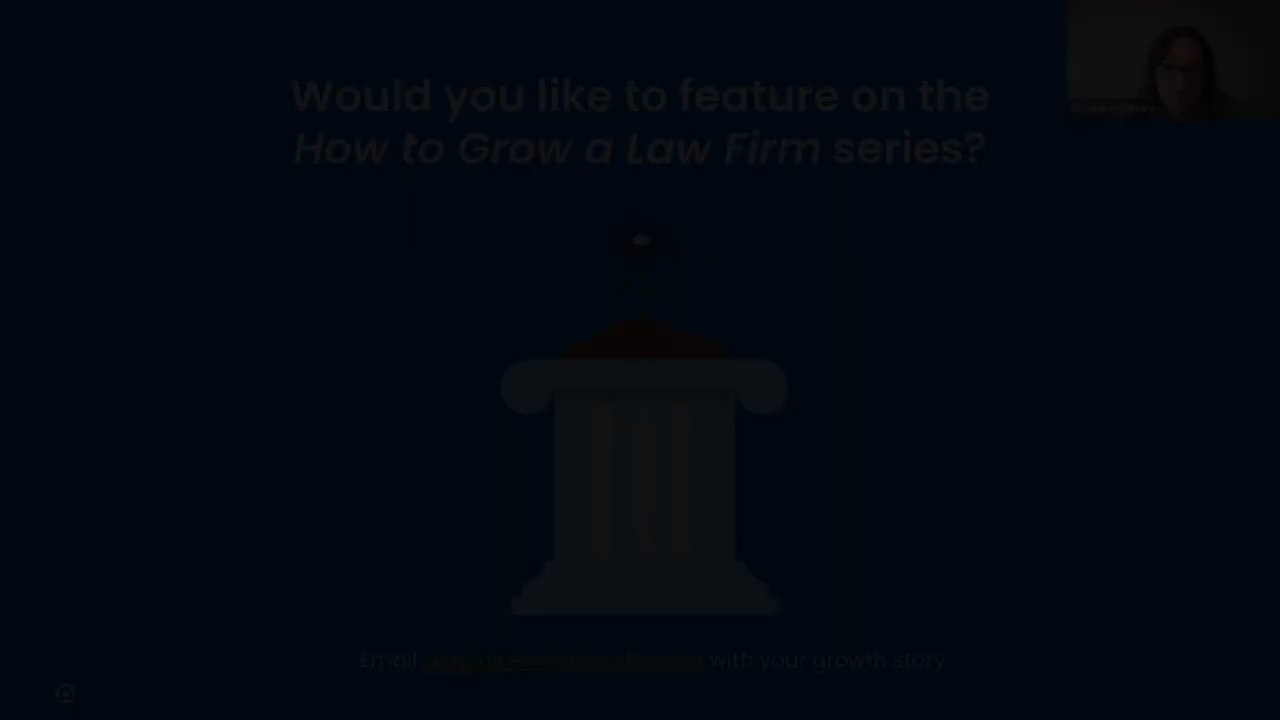 Would you like to feature on the
How to Grow a Law Firm series?
Email with your growth story